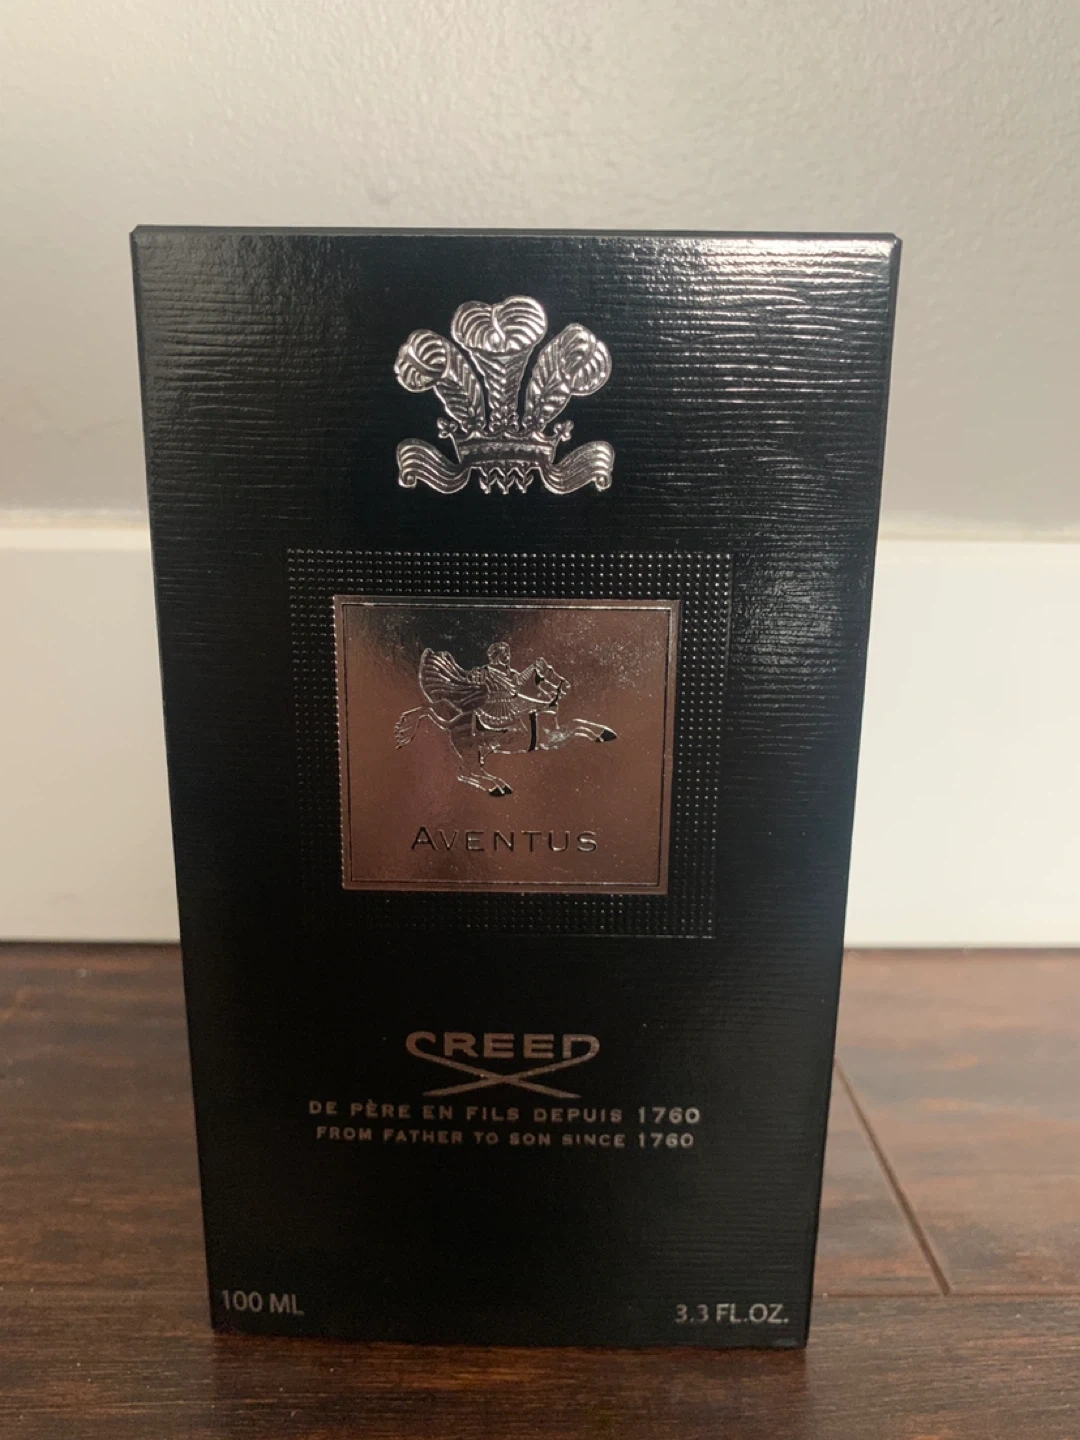 AVENTUS
CREED
DE PÈRE EN FILS DEPUIS 1760
FROM FATHER TO SON SINCE 1760
100 ML
3.3 FL.OZ.